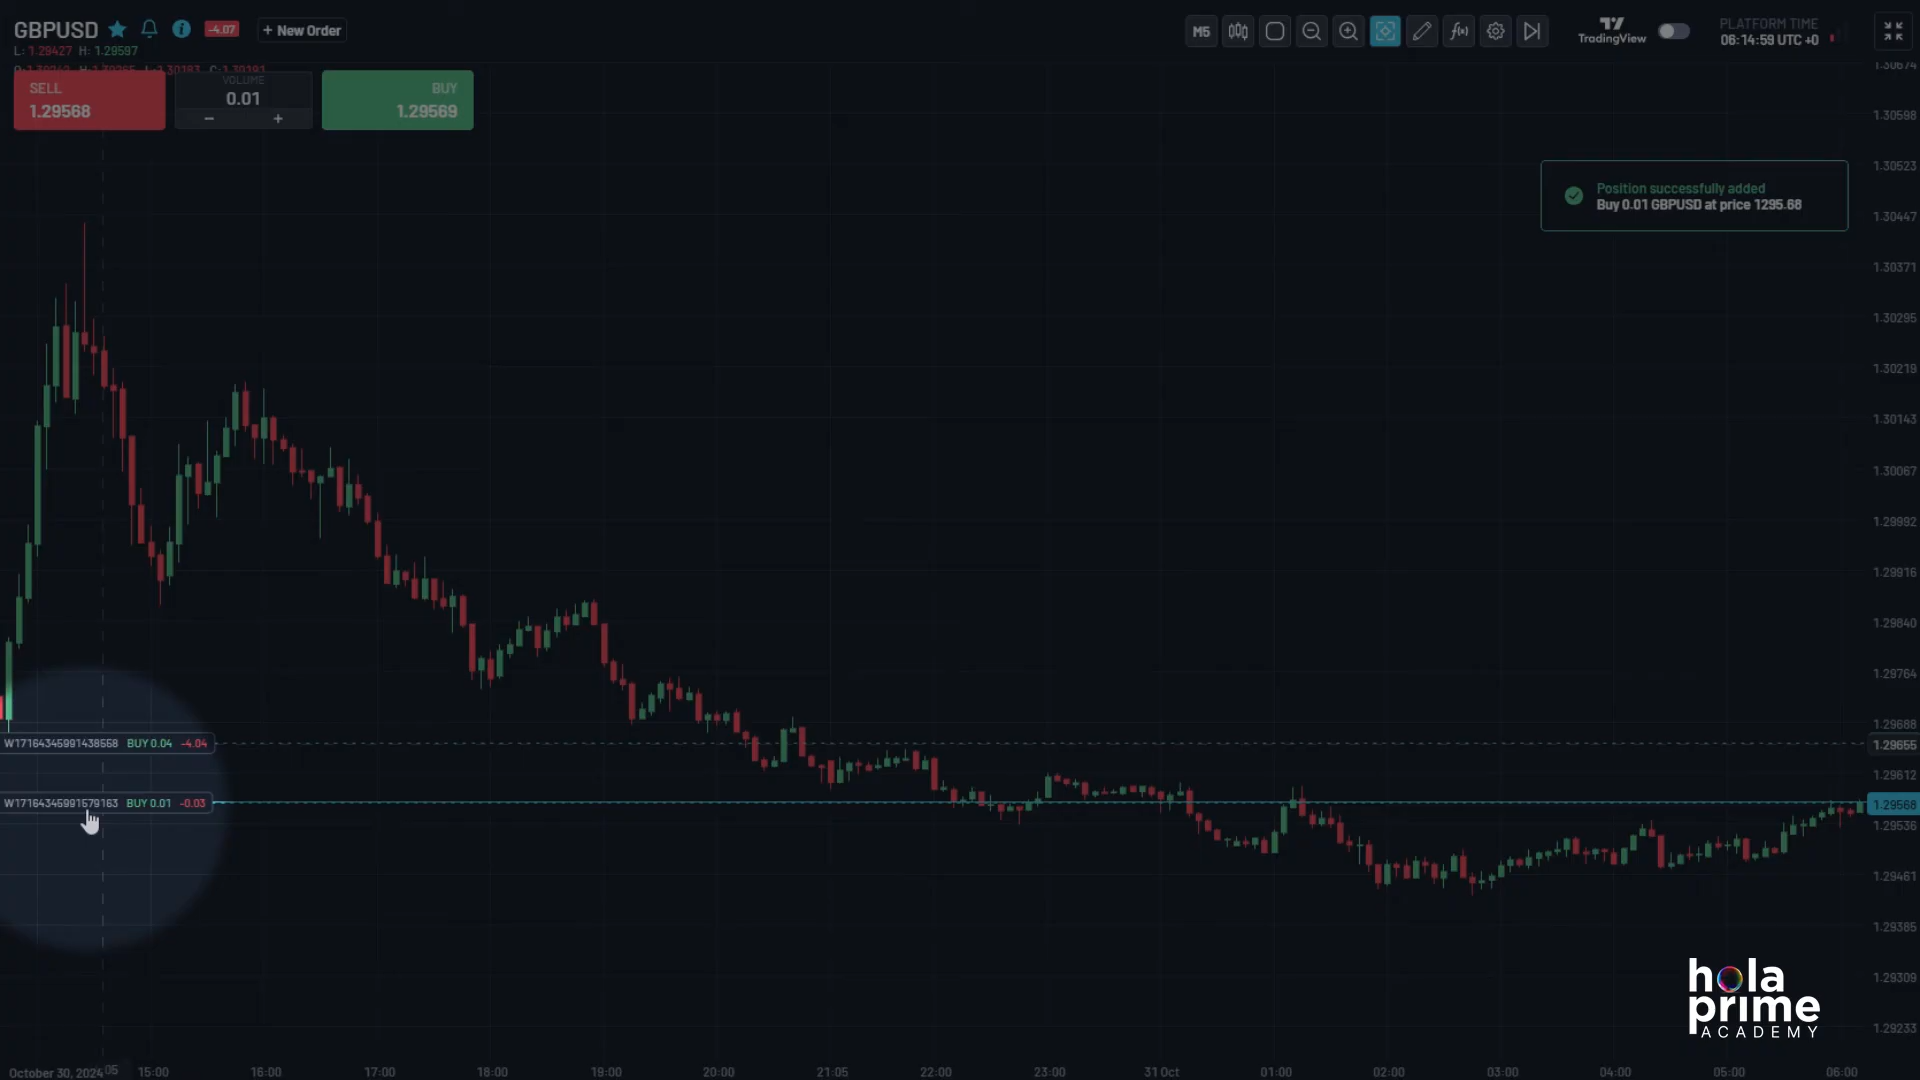 GBPUSD
-4.07
+ New Order
L: 1.29427 H: 1.29597
SELL
1.29568
VOLUME
0.01
− +
BUY
1.29569
M5
TradingView
PLATFORM TIME
06:14:59 UTC +0
Position successfully added
Buy 0.01 GBPUSD at price 1295.68
1.30674
1.30598
1.30523
1.30447
1.30371
1.30295
1.30219
1.30143
1.30067
1.29992
1.29916
1.29840
1.29764
1.29688
1.29655
1.29612
1.29568
1.29536
1.29461
1.29385
1.29309
1.29233
W17164345991438558 BUY 0.04 -4.04
W17164345991579163 BUY 0.01 -0.03
hola
prime
ACADEMY
October 30, 2024 05 15:00 16:00 17:00 18:00 19:00 20:00 21:05 22:00 23:00 31 Oct 01:00 02:00 03:00 04:00 05:00 06:00